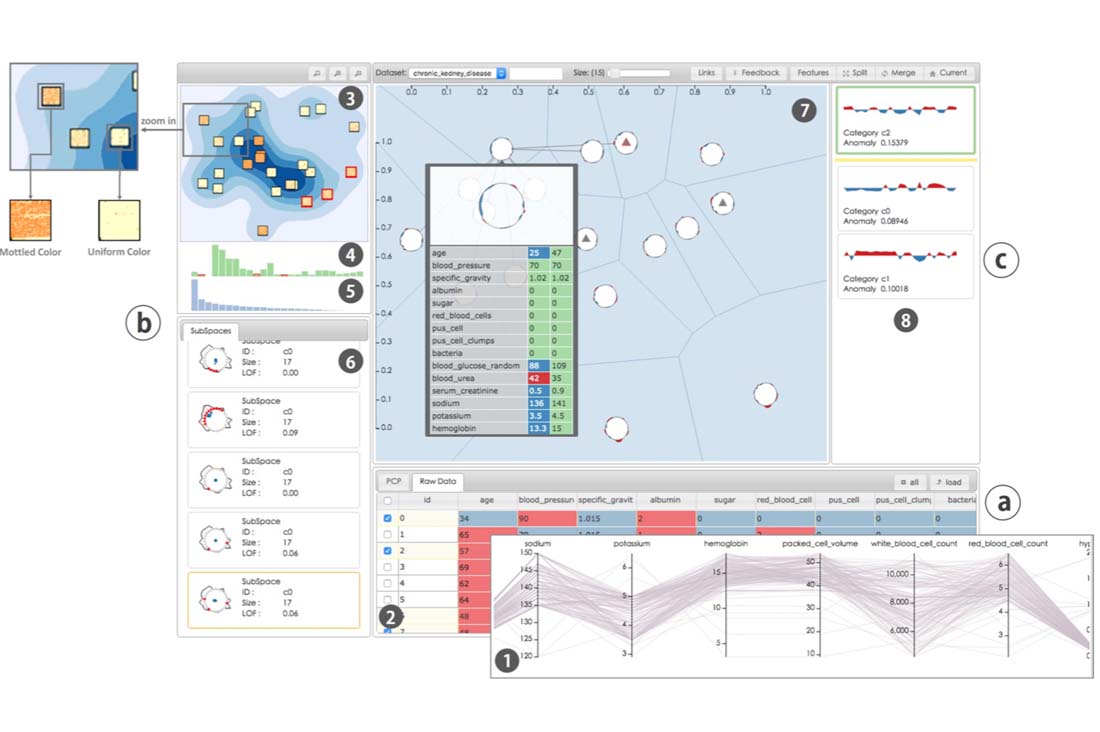 Dataset: chronic_kedney_disease
Size: (15)
Links
Feedback
Features
Split
Merge
Current
3
zoom in
Mottled Color
Uniform Color
4
5
b
SubSpaces
6
SubSpace
ID : c0
Size : 17
LOF : 0.00
SubSpace
ID : c0
Size : 17
LOF : 0.09
SubSpace
ID : c0
Size : 17
LOF : 0.00
SubSpace
ID : c0
Size : 17
LOF : 0.06
SubSpace
ID : c0
Size : 17
LOF : 0.06
0.0 0.1 0.2 0.3 0.4 0.5 0.6 0.7 0.8 0.9 1.0
7
1.0
0.9
0.8
0.7
0.6
0.5
0.4
0.3
0.2
0.1
0.0
age 25 47
blood_pressure 70 70
specific_gravity 1.02 1.02
albumin 0 0
sugar 0 0
red_blood_cells 0 0
pus_cell 0 0
pus_cell_clumps 0 0
bacteria 0 0
blood_glucose_random 88 109
blood_urea 42 35
serum_creatinine 0.5 0.9
sodium 136 141
potassium 3.5 4.5
hemoglobin 13.3 15
Category c2
Anomaly 0.15379
Category c0
Anomaly 0.08946
Category c1
Anomaly 0.10018
c
8
PCP
Raw Data
all
load
a
id age blood_pressun specific_gravit albumin sugar red_blood_cell pus_cell pus_cell_clum bacteria
0 34 90 1.015 2 0 0 0 0 0
1 65
2 57
3 69
4 62
5 64
48
2
sodium potassium hemoglobin packed_cell_volume white_blood_cell_count red_blood_cell_count
150
145
140
135
130
125
120
6
5
4
3
15
10
5
50
40
30
20
10
10,000
8,000
6,000
6
5
4
3
1